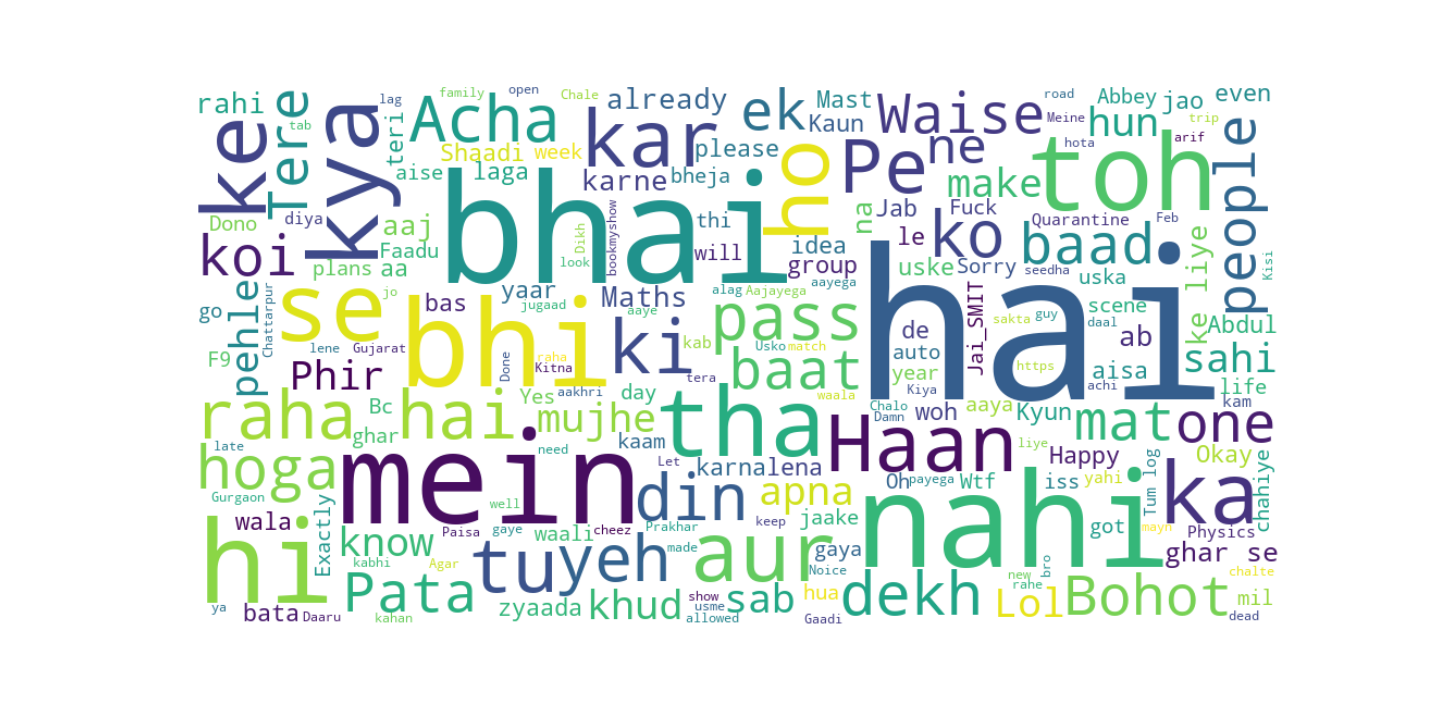 rahi
ke
tab
Tere
kya
lag
teri
Acha
family
open
Chale
already
ek
Mast
Kaun
Waise
road
Meine
Abbey
jao
trip
even
Shaadi
week
kar
please
ho
Pe
ne
hun
hota
arif
toh
people
aise
laga
karne
bheja
make
Dono
diya
aaj
bhai
bookmyshow
thi
na
Jab
Fuck
Quarantine
Feb
koi
Faadu
Dikh
will
idea
le
ko
baad
ke liye
Kisi
plans
aa
look
group
uske
Sorry
seedha
uska
go
pehle
Chattarpur
se
jo
bas
yaar
jugaad
Maths
alag
Aajayega
aayega
pass
hai
Jai_SMIT
scene
Abdul
bhi
aaye
ki
de
sakta
guy
daal
ab
F9
lene
Gujarat
Done
raha
kab
Usko
match
auto
sahi
Phir
Kitna
tera
baat
year
https
aisa
life
aakhri
waala
Kiya
achi
kam
raha
Bc
hai
Yes
day
tha
Chalo
Damn
woh
aaya
Kyun
mat
one
ghar
mujhe
kaam
Haan
liye
late
need
Happy
Okay
hoga
Gurgaon
mein
Let
karna
lena
Oh
payega
Wtf
iss
yahi
Tum log
ka
chahiye
well
din
apna
nahi
got
hi
wala
Exactly
Paisa
gaye
waali
cheez
Prakhar
keep
jaake
mayn
Physics
know
kabhi
tu
yeh
made
aur
gaya
ghar se
Agar
Noice
new
bro
chalte
ya
bata
Daaru
Pata
kahan
zyaada
khud
show
usme
allowed
sab
hua
Gaadi
dekh
Lol
rahe
Bohot
mil
dead